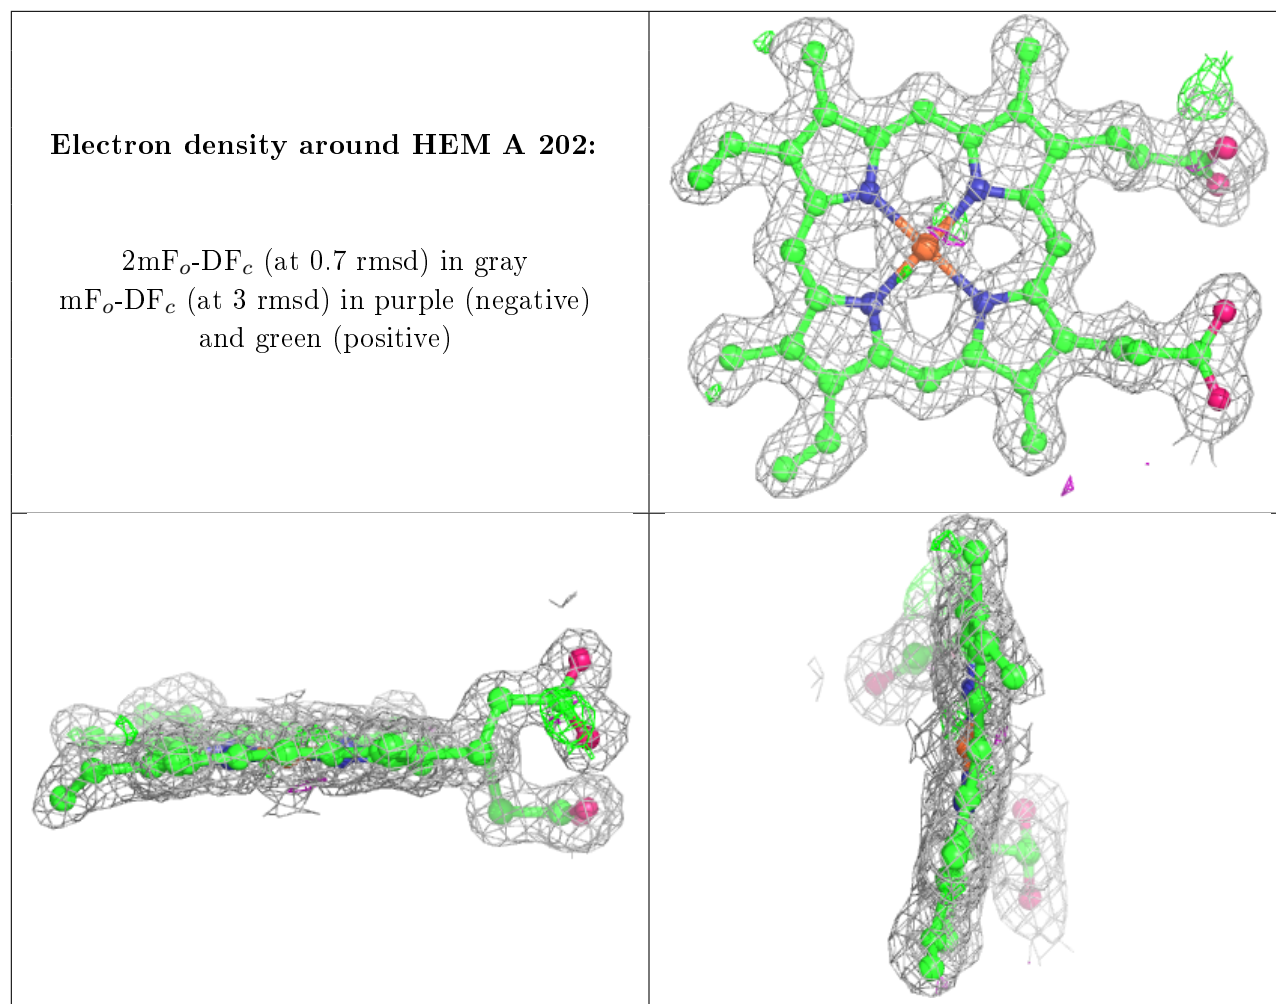 Electron density around HEM A 202:
2mFₒ-DF𝑐 (at 0.7 rmsd) in gray
mFₒ-DF𝑐 (at 3 rmsd) in purple (negative)
and green (positive)